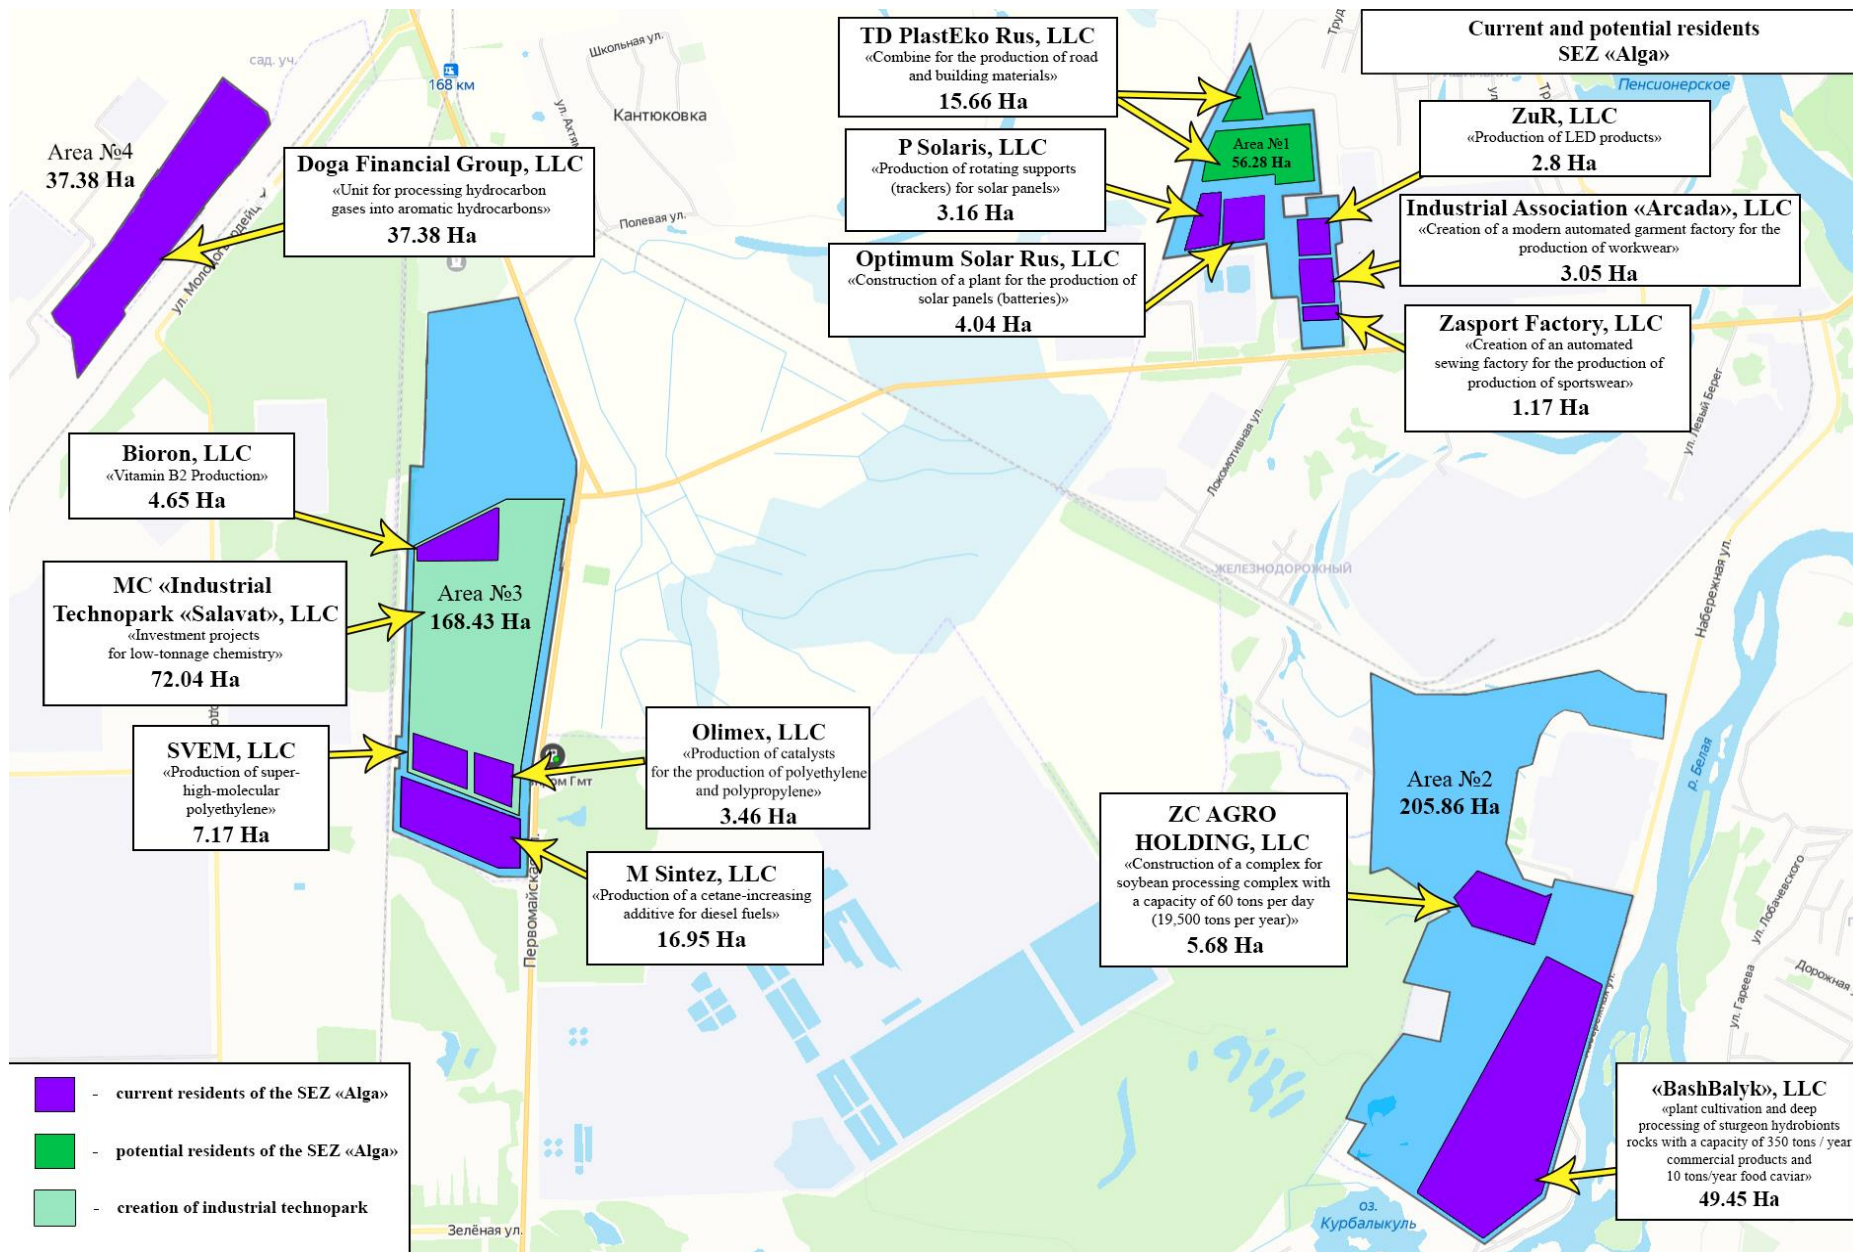 Current and potential residents
SEZ «Alga»
TD PlastEko Rus, LLC
«Combine for the production of road
and building materials»
15.66 Ha
P Solaris, LLC
«Production of rotating supports
(trackers) for solar panels»
3.16 Ha
Optimum Solar Rus, LLC
«Construction of a plant for the production of
solar panels (batteries)»
4.04 Ha
Area №1
56.28 Ha
ZuR, LLC
«Production of LED products»
2.8 Ha
Industrial Association «Arcada», LLC
«Creation of a modern automated garment factory for the
production of workwear»
3.05 Ha
Zasport Factory, LLC
«Creation of an automated
sewing factory for the production of
production of sportswear»
1.17 Ha
Area №4
37.38 Ha
Doga Financial Group, LLC
«Unit for processing hydrocarbon
gases into aromatic hydrocarbons»
37.38 Ha
Bioron, LLC
«Vitamin B2 Production»
4.65 Ha
MC «Industrial
Technopark «Salavat», LLC
«Investment projects
for low-tonnage chemistry»
72.04 Ha
Area №3
168.43 Ha
SVEM, LLC
«Production of super-
high-molecular
polyethylene»
7.17 Ha
Olimex, LLC
«Production of catalysts
for the production of polyethylene
and polypropylene»
3.46 Ha
M Sintez, LLC
«Production of a cetane-increasing
additive for diesel fuels»
16.95 Ha
Area №2
205.86 Ha
ZC AGRO
HOLDING, LLC
«Construction of a complex for
soybean processing complex with
a capacity of 60 tons per day
(19,500 tons per year)»
5.68 Ha
«BashBalyk», LLC
«plant cultivation and deep
processing of sturgeon hydrobionts
rocks with a capacity of 350 tons / year
commercial products and
10 tons/year food caviar»
49.45 Ha
- current residents of the SEZ «Alga»
- potential residents of the SEZ «Alga»
- creation of industrial technopark
сад. уч.
168 км
Школьная ул.
Кантюковка
Полевая ул.
Пенсионерское
Локомотивная ул.
ул. Левый Берег
ЖЕЛЕЗНОДОРОЖНЫЙ
Набережная ул.
р. Белая
ул. Лобачевского
ул. Гареева
Дорожная
Первомайская
Зелёная ул.
оз.
Курбалыкуль